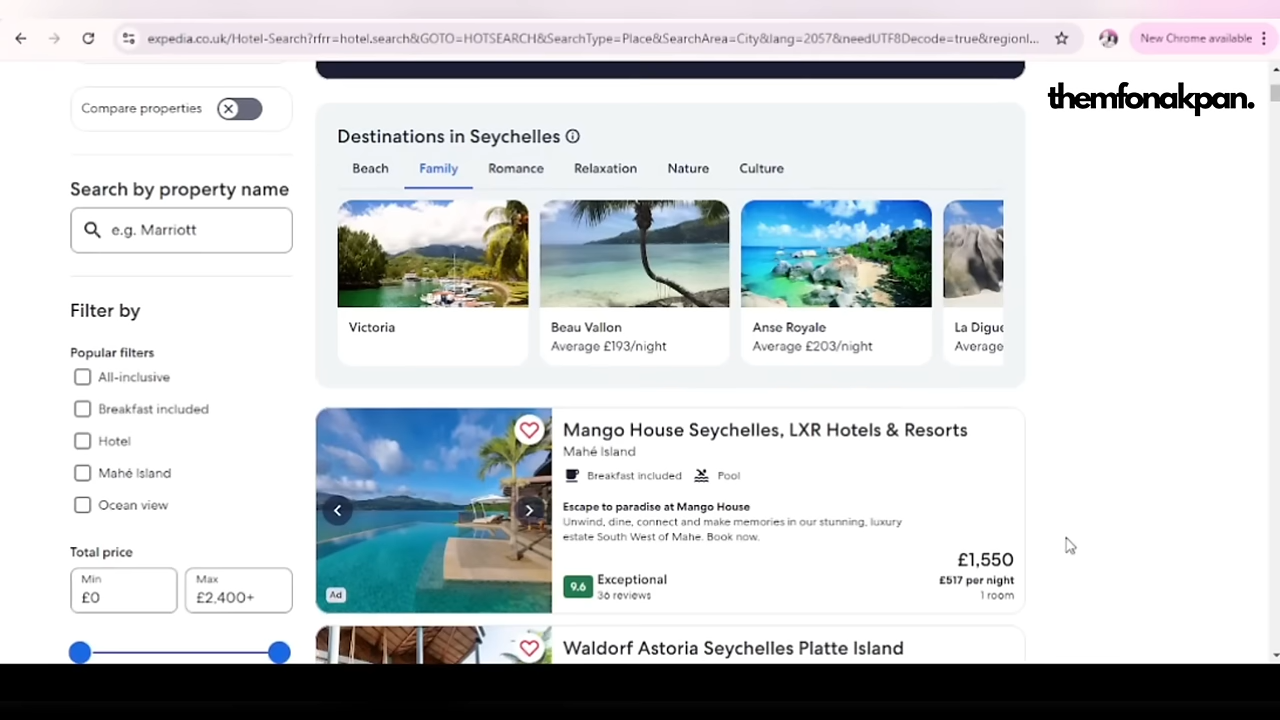 expedia.co.uk/Hotel-Search?rfrr=hotel.search&GOTO=HOTSEARCH&SearchType=Place&SearchArea=City&lang=2057&needUTF8Decode=true&regionI...
New Chrome available
themfonakpan.
Compare properties
Search by property name
e.g. Marriott
Filter by
Popular filters
All-inclusive
Breakfast included
Hotel
Mahé Island
Ocean view
Total price
Min
£0
Max
£2,400+
Destinations in Seychelles
Beach
Family
Romance
Relaxation
Nature
Culture
Victoria
Beau Vallon
Average £193/night
Anse Royale
Average £203/night
La Digue
Average
Mango House Seychelles, LXR Hotels & Resorts
Mahé Island
Breakfast included
Pool
Escape to paradise at Mango House
Unwind, dine, connect and make memories in our stunning, luxury
estate South West of Mahe. Book now.
9.6
Exceptional
36 reviews
£1,550
£517 per night
1 room
Ad
Waldorf Astoria Seychelles Platte Island